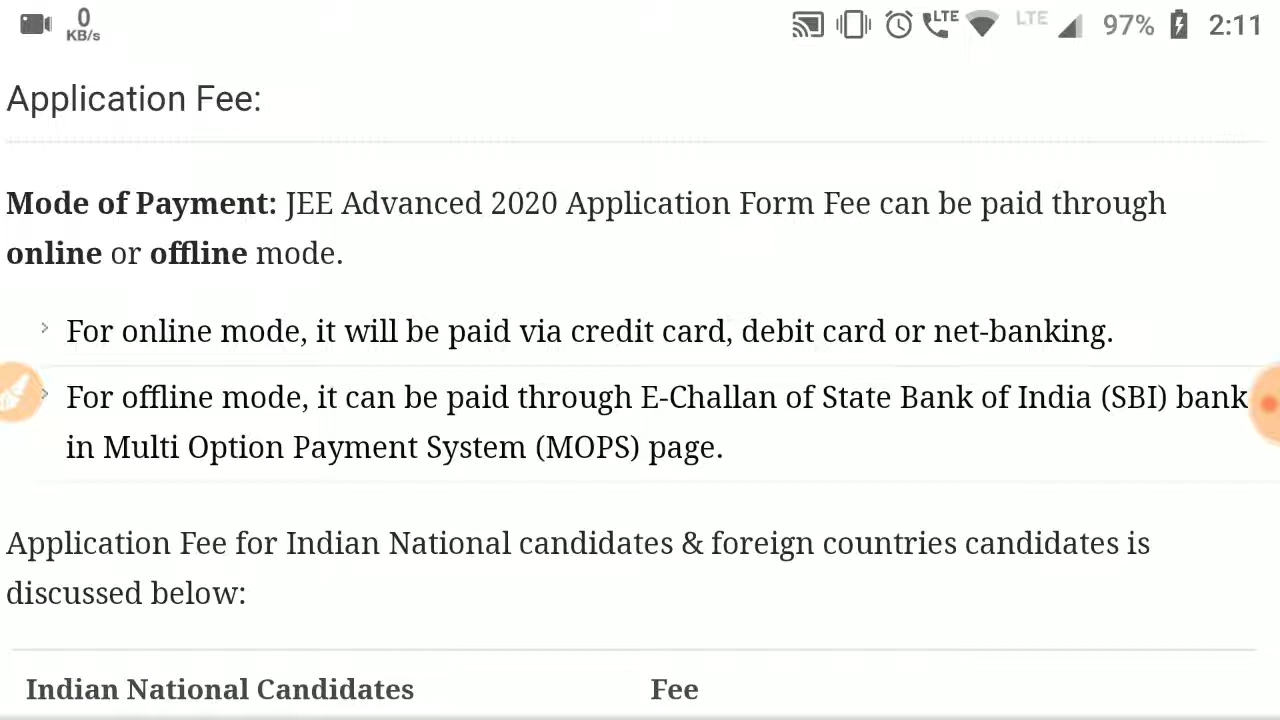 0
KB/s
LTE
LTE
97%
2:11
Application Fee:
Mode of Payment: JEE Advanced 2020 Application Form Fee can be paid through
online or offline mode.
For online mode, it will be paid via credit card, debit card or net-banking.
For offline mode, it can be paid through E-Challan of State Bank of India (SBI) bank
in Multi Option Payment System (MOPS) page.
Application Fee for Indian National candidates & foreign countries candidates is
discussed below:
Indian National Candidates Fee